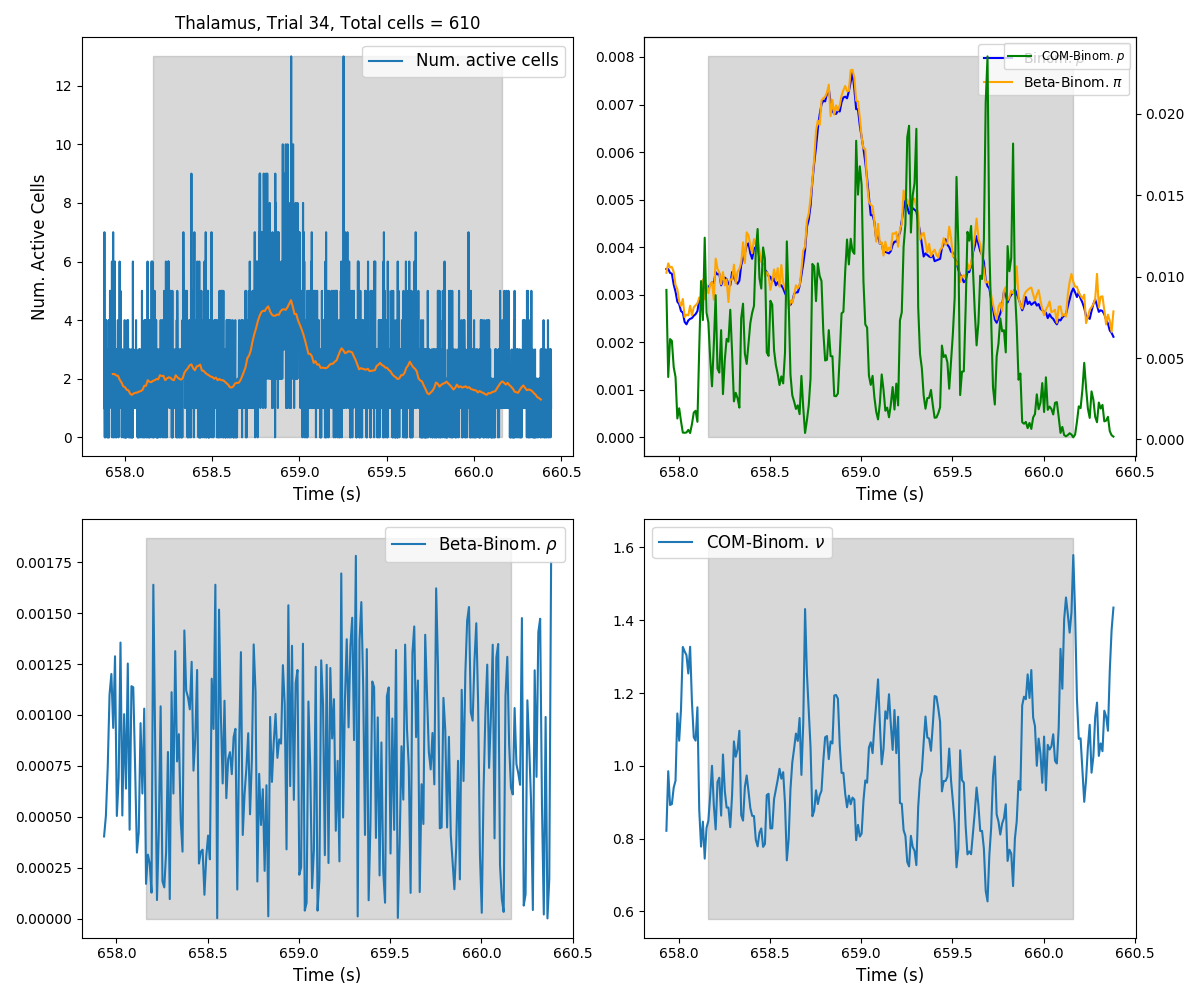 Thalamus, Trial 34, Total cells = 610
Num. active cells
Num. Active Cells
12
10
8
6
4
2
0
658.0 658.5 659.0 659.5 660.0 660.5
Time (s)
COM-Binom. p
Binom. p
Beta-Binom. π
0.008
0.007
0.006
0.005
0.004
0.003
0.002
0.001
0.000
0.020
0.015
0.010
0.005
0.000
658.0 658.5 659.0 659.5 660.0 660.5
Time (s)
Beta-Binom. ρ
0.00175
0.00150
0.00125
0.00100
0.00075
0.00050
0.00025
0.00000
658.0 658.5 659.0 659.5 660.0 660.5
Time (s)
COM-Binom. ν
1.6
1.4
1.2
1.0
0.8
0.6
658.0 658.5 659.0 659.5 660.0 660.5
Time (s)